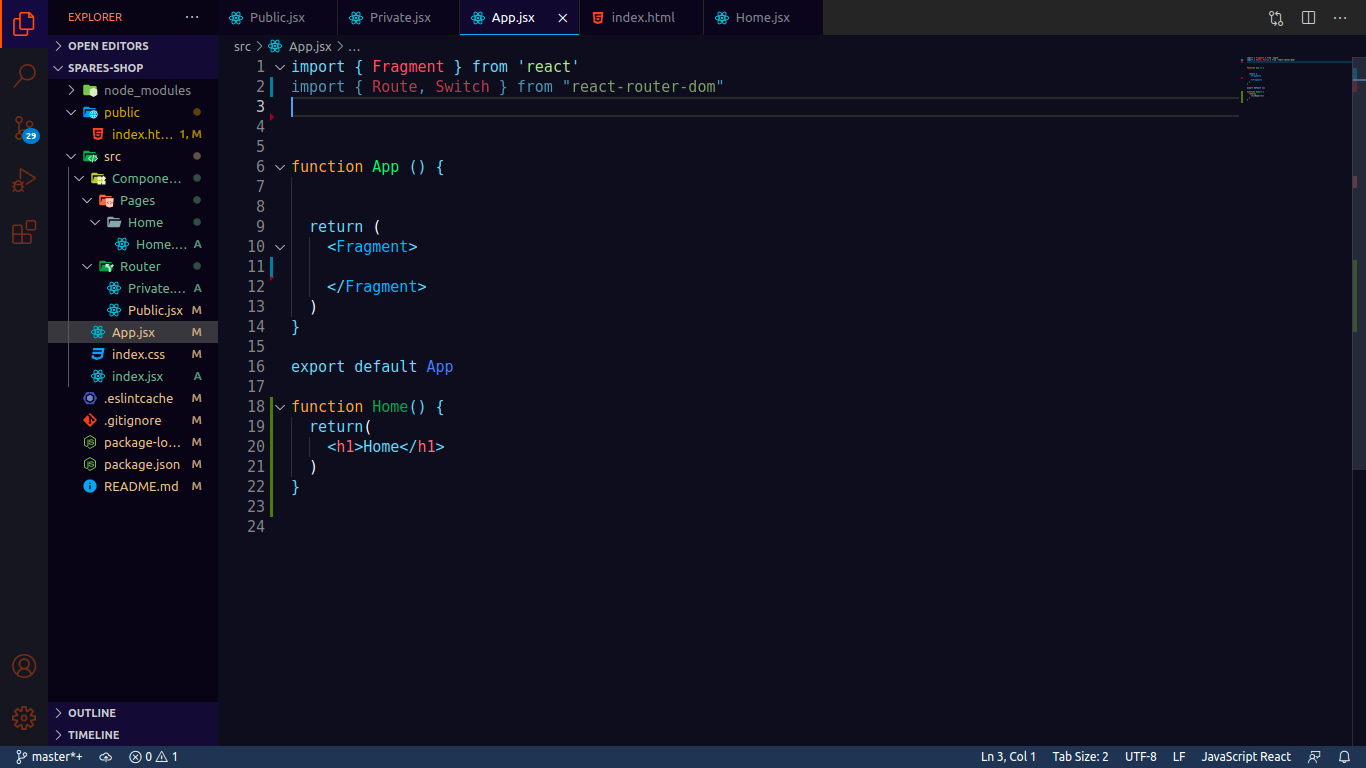 EXPLORER ...
Public.jsx Private.jsx App.jsx index.html Home.jsx
OPEN EDITORS
SPARES-SHOP
node_modules
public
index.ht... 1, M
src
Compone...
Pages
Home
Home.... A
Router
Private.... A
Public.jsx M
App.jsx M
index.css M
index.jsx A
.eslintcache M
.gitignore M
package-lo... M
package.json M
README.md M
29
OUTLINE
TIMELINE
src > App.jsx > ...
1 import { Fragment } from 'react'
2 import { Route, Switch } from "react-router-dom"
3
4
5
6 function App () {
7
8
9 return (
10 <Fragment>
11
12 </Fragment>
13 )
14 }
15
16 export default App
17
18 function Home() {
19 return(
20 <h1>Home</h1>
21 )
22 }
23
24
master*+ 0 1 Ln 3, Col 1 Tab Size: 2 UTF-8 LF JavaScript React